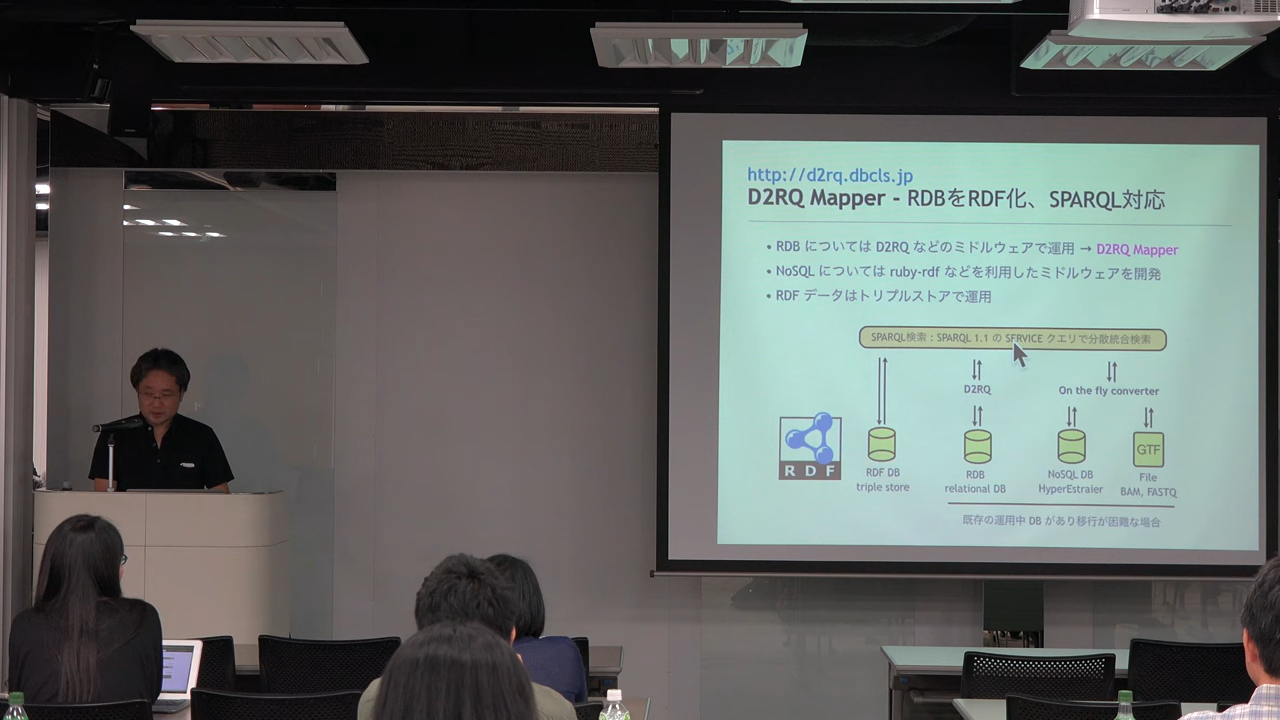 http://d2rq.dbcls.jp
D2RQ Mapper - RDBをRDF化、SPARQL対応
• RDB については D2RQ などのミドルウェアで運用 → D2RQ Mapper
• NoSQL については ruby-rdf などを利用したミドルウェアを開発
• RDF データはトリプルストアで運用
SPARQL検索：SPARQL 1.1 の SERVICE クエリで分散統合検索
D2RQ
On the fly converter
RDF
GTF
RDF DB
triple store
RDB
relational DB
NoSQL DB
HyperEstraier
File
BAM, FASTQ
既存の運用中 DB があり移行が困難な場合